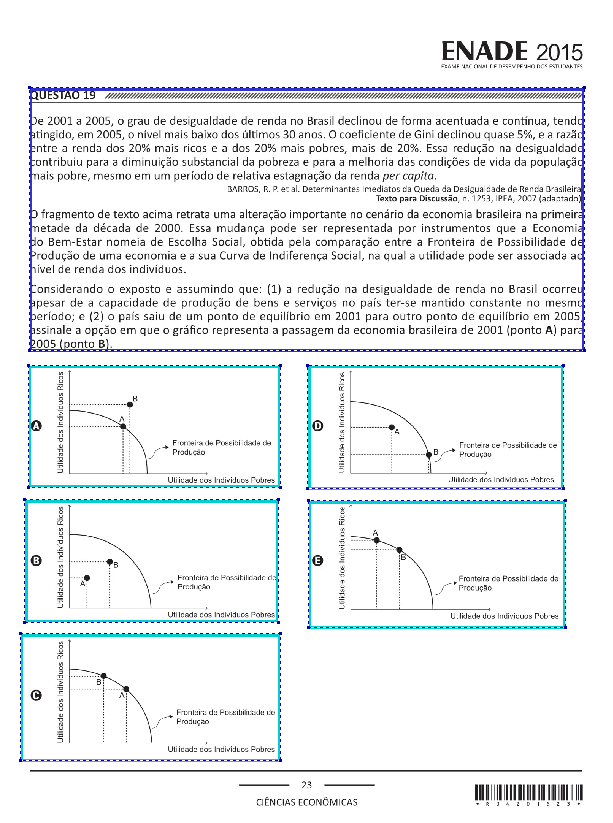 ENADE 2015
EXAME NACIONAL DE DESEMPENHO DOS ESTUDANTES
QUESTÃO 19
De 2001 a 2005, o grau de desigualdade de renda no Brasil declinou de forma acentuada e contínua, tendo
atingido, em 2005, o nível mais baixo dos últimos 30 anos. O coeficiente de Gini declinou quase 5%, e a razão
entre a renda dos 20% mais ricos e a dos 20% mais pobres, mais de 20%. Essa redução na desigualdade
contribuiu para a diminuição substancial da pobreza e para a melhoria das condições de vida da população
mais pobre, mesmo em um período de relativa estagnação da renda per capita.
BARROS, R. P. et al. Determinantes Imediatos da Queda da Desigualdade de Renda Brasileira.
Texto para Discussão, n. 1253, IPEA, 2007 (adaptado).
O fragmento de texto acima retrata uma alteração importante no cenário da economia brasileira na primeira
metade da década de 2000. Essa mudança pode ser representada por instrumentos que a Economia
do Bem-Estar nomeia de Escolha Social, obtida pela comparação entre a Fronteira de Possibilidade de
Produção de uma economia e a sua Curva de Indiferença Social, na qual a utilidade pode ser associada ao
nível de renda dos indivíduos.
Considerando o exposto e assumindo que: (1) a redução na desigualdade de renda no Brasil ocorreu
apesar de a capacidade de produção de bens e serviços no país ter-se mantido constante no mesmo
período; e (2) o país saiu de um ponto de equilíbrio em 2001 para outro ponto de equilíbrio em 2005,
assinale a opção em que o gráfico representa a passagem da economia brasileira de 2001 (ponto A) para
2005 (ponto B).
A
Utilidade dos Indivíduos Ricos
B
A
Fronteira de Possibilidade de
Produção
Utilidade dos Indivíduos Pobres
B
Utilidade dos Indivíduos Ricos
A
B
Fronteira de Possibilidade de
Produção
Utilidade dos Indivíduos Pobres
C
Utilidade dos Indivíduos Ricos
B
A
Fronteira de Possibilidade de
Produção
Utilidade dos Indivíduos Pobres
D
Utilidade dos Indivíduos Ricos
A
B
Fronteira de Possibilidade de
Produção
Utilidade dos Indivíduos Pobres
E
Utilidade dos Indivíduos Ricos
A
B
Fronteira de Possibilidade de
Produção
Utilidade dos Indivíduos Pobres
23
CIÊNCIAS ECONÔMICAS